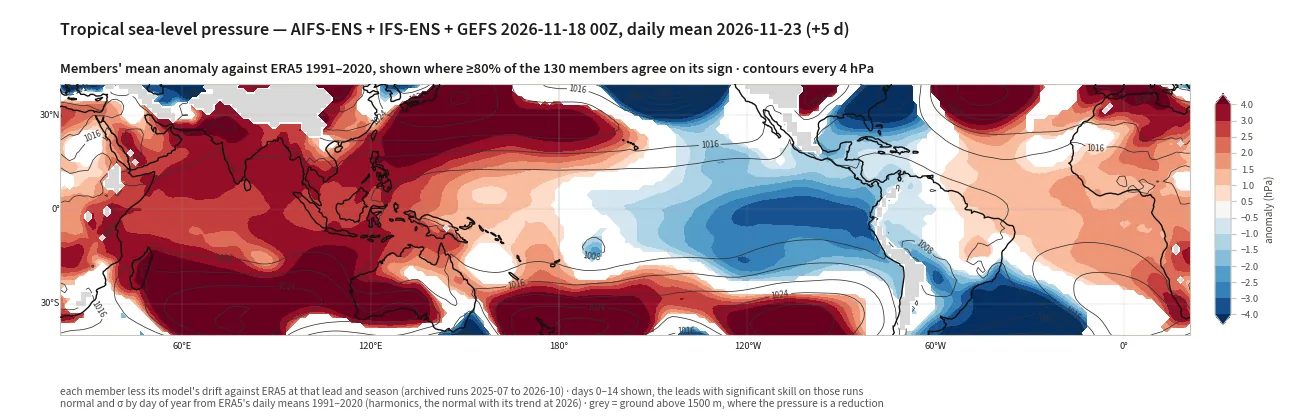 Tropical sea-level pressure — AIFS-ENS + IFS-ENS + GEFS 2026-11-18 00Z, daily mean 2026-11-23 (+5 d)
Members' mean anomaly against ERA5 1991–2020, shown where ≥80% of the 130 members agree on its sign · contours every 4 hPa
30°N
0°
30°S
1016
1016
1016
1016
1016
1008
1008
1016
1024
1016
60°E
120°E
180°
120°W
60°W
0°
4.0
3.0
2.0
1.5
1.0
0.5
−0.5
−1.0
−1.5
−2.0
−3.0
−4.0
anomaly (hPa)
each member less its model's drift against ERA5 at that lead and season (archived runs 2025-07 to 2026-10) · days 0–14 shown, the leads with significant skill on those runs
normal and σ by day of year from ERA5's daily means 1991–2020 (harmonics, the normal with its trend at 2026) · grey = ground above 1500 m, where the pressure is a reduction